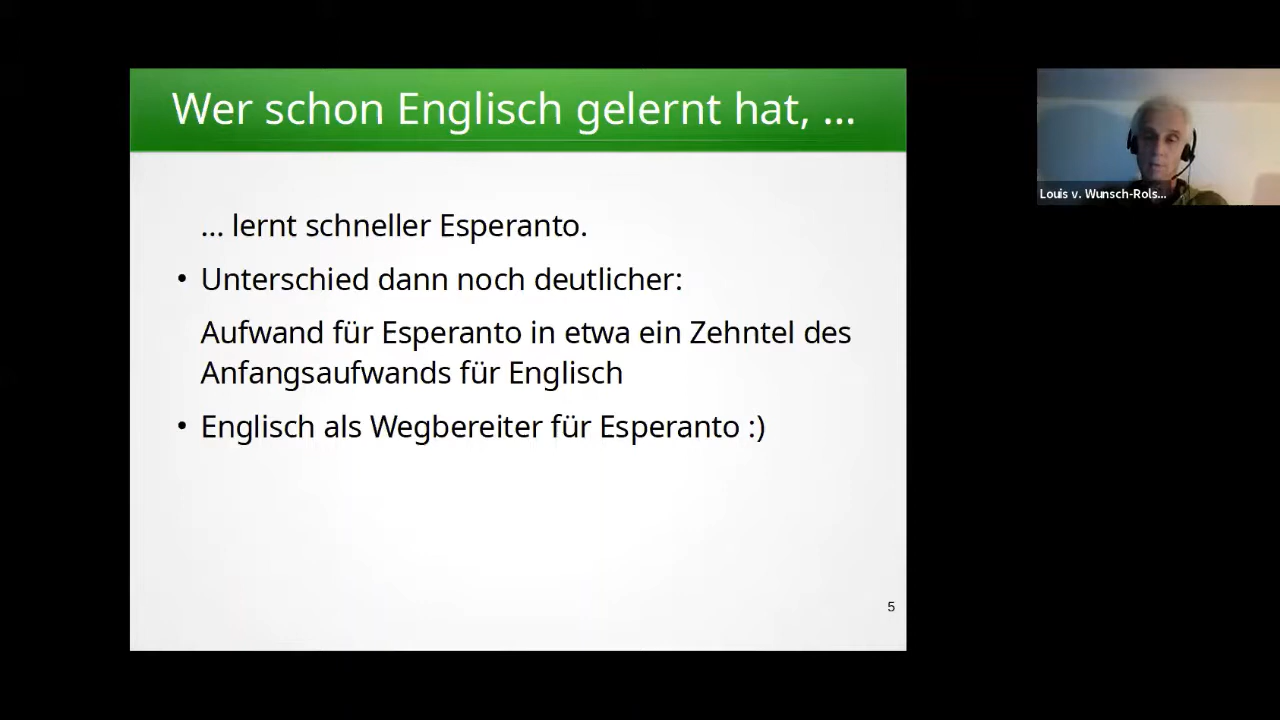 Wer schon Englisch gelernt hat, ...
... lernt schneller Esperanto.
• Unterschied dann noch deutlicher:
Aufwand für Esperanto in etwa ein Zehntel des
Anfangsaufwands für Englisch
• Englisch als Wegbereiter für Esperanto :)
5
Louis v. Wunsch-Rols...